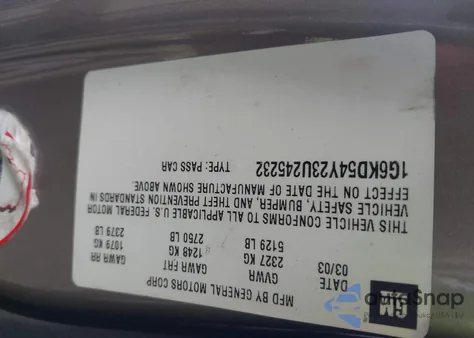 MFD BY GENERAL MOTORS CORP
GM
DATE GVWR GAWR FRT GAWR RR
03/03 2327 KG 1248 KG 1079 KG
5129 LB 2750 LB 2379 LB
THIS VEHICLE CONFORMS TO ALL APPLICABLE U.S. FEDERAL MOTOR
VEHICLE SAFETY, BUMPER, AND THEFT PREVENTION STANDARDS IN
EFFECT ON THE DATE OF MANUFACTURE SHOWN ABOVE.
1G6KD54Y23U245232 TYPE: PASS CAR
autoSnap